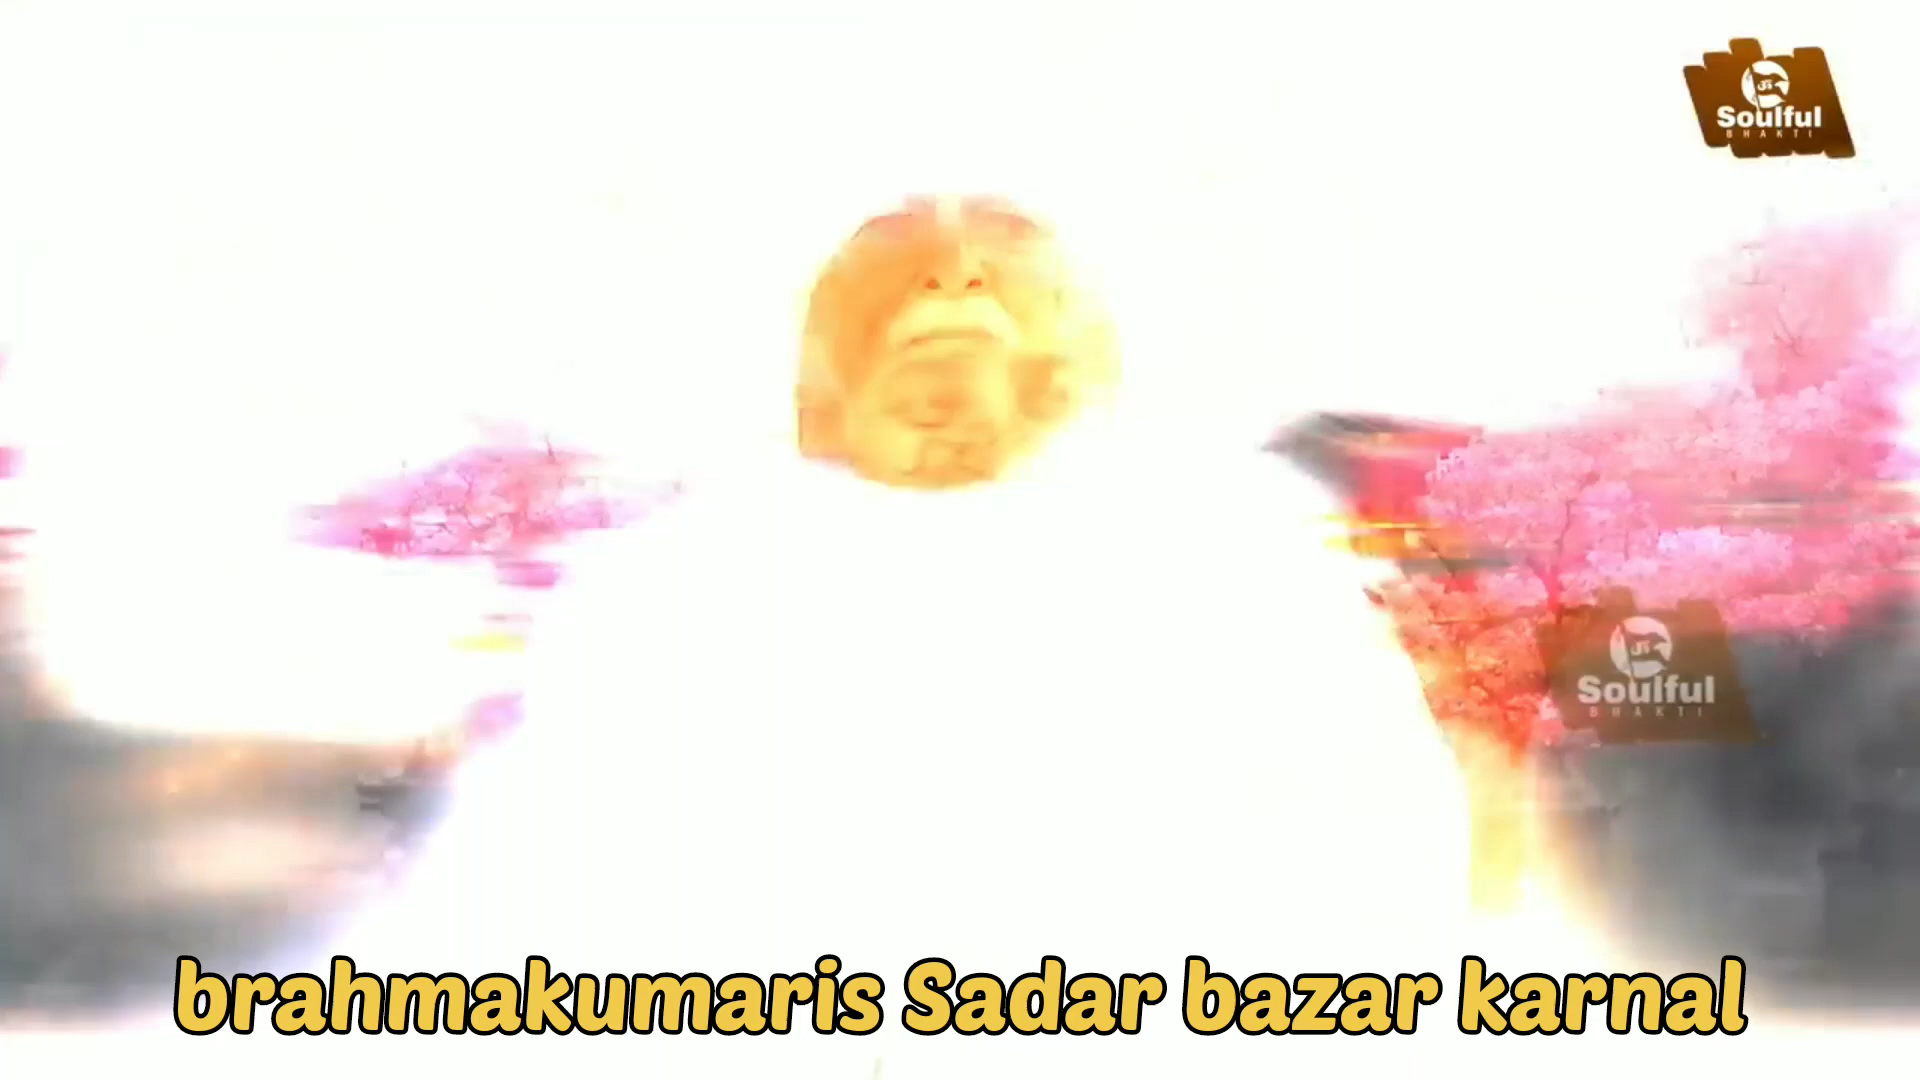 ॐ
Soulful
BHAKTI
ॐ
Soulful
BHAKTI
brahmakumaris Sadar bazar karnal